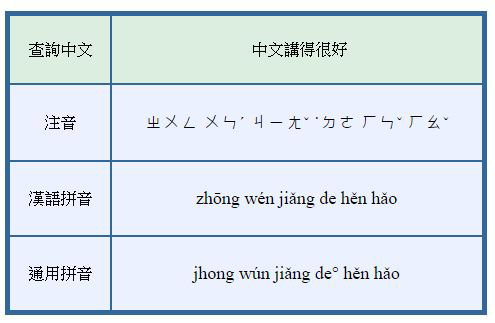 查詢中文 中文講得很好
注音 ㄓㄨㄥ ㄨㄣˊ ㄐㄧㄤˇ ˙ㄉㄜ ㄏㄣˇ ㄏㄠˇ
漢語拼音 zhōng wén jiǎng de hěn hǎo
通用拼音 jhong wún jiǎng de° hěn hǎo